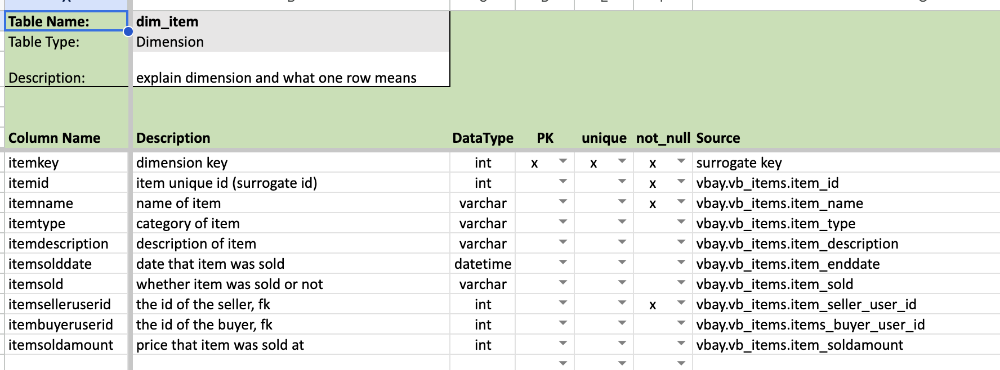 Table Name: dim_item
Table Type: Dimension
Description: explain dimension and what one row means
Column Name Description DataType PK unique not_null Source
itemkey dimension key int x x x surrogate key
itemid item unique id (surrogate id) int x vbay.vb_items.item_id
itemname name of item varchar x vbay.vb_items.item_name
itemtype category of item varchar vbay.vb_items.item_type
itemdescription description of item varchar vbay.vb_items.item_description
itemsolddate date that item was sold datetime vbay.vb_items.item_enddate
itemsold whether item was sold or not varchar vbay.vb_items.item_sold
itemselleruserid the id of the seller, fk int x vbay.vb_items.item_seller_user_id
itembuyeruserid the id of the buyer, fk int vbay.vb_items.items_buyer_user_id
itemsoldamount price that item was sold at int vbay.vb_items.item_soldamount